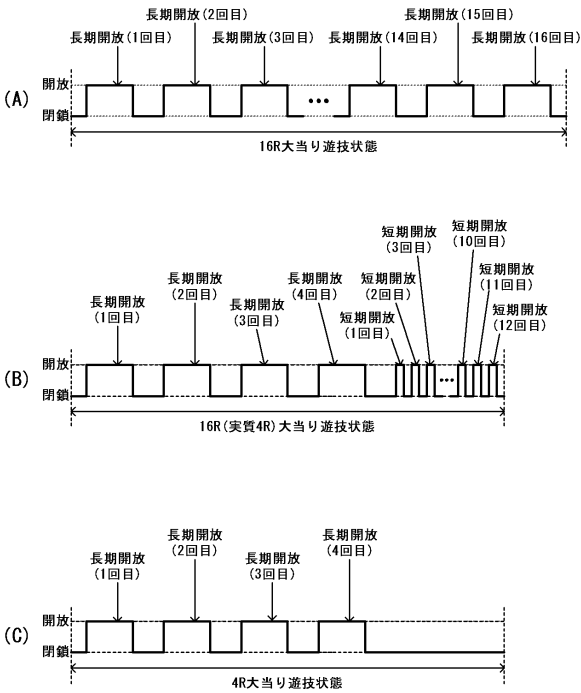 長期開放(2回目)
長期開放(15回目)
長期開放(1回目)
長期開放(3回目)
長期開放(14回目)
長期開放(16回目)
(A)
開放
閉鎖
•••
16R大当り遊技状態
短期開放
(10回目)
短期開放
(3回目)
短期開放
(11回目)
長期開放
(2回目)
長期開放
(4回目)
短期開放
(2回目)
長期開放
(1回目)
長期開放
(3回目)
短期開放
(1回目)
短期開放
(12回目)
(B)
開放
閉鎖
•••
16R(実質4R)大当り遊技状態
長期開放
(2回目)
長期開放
(4回目)
長期開放
(1回目)
長期開放
(3回目)
(C)
開放
閉鎖
4R大当り遊技状態